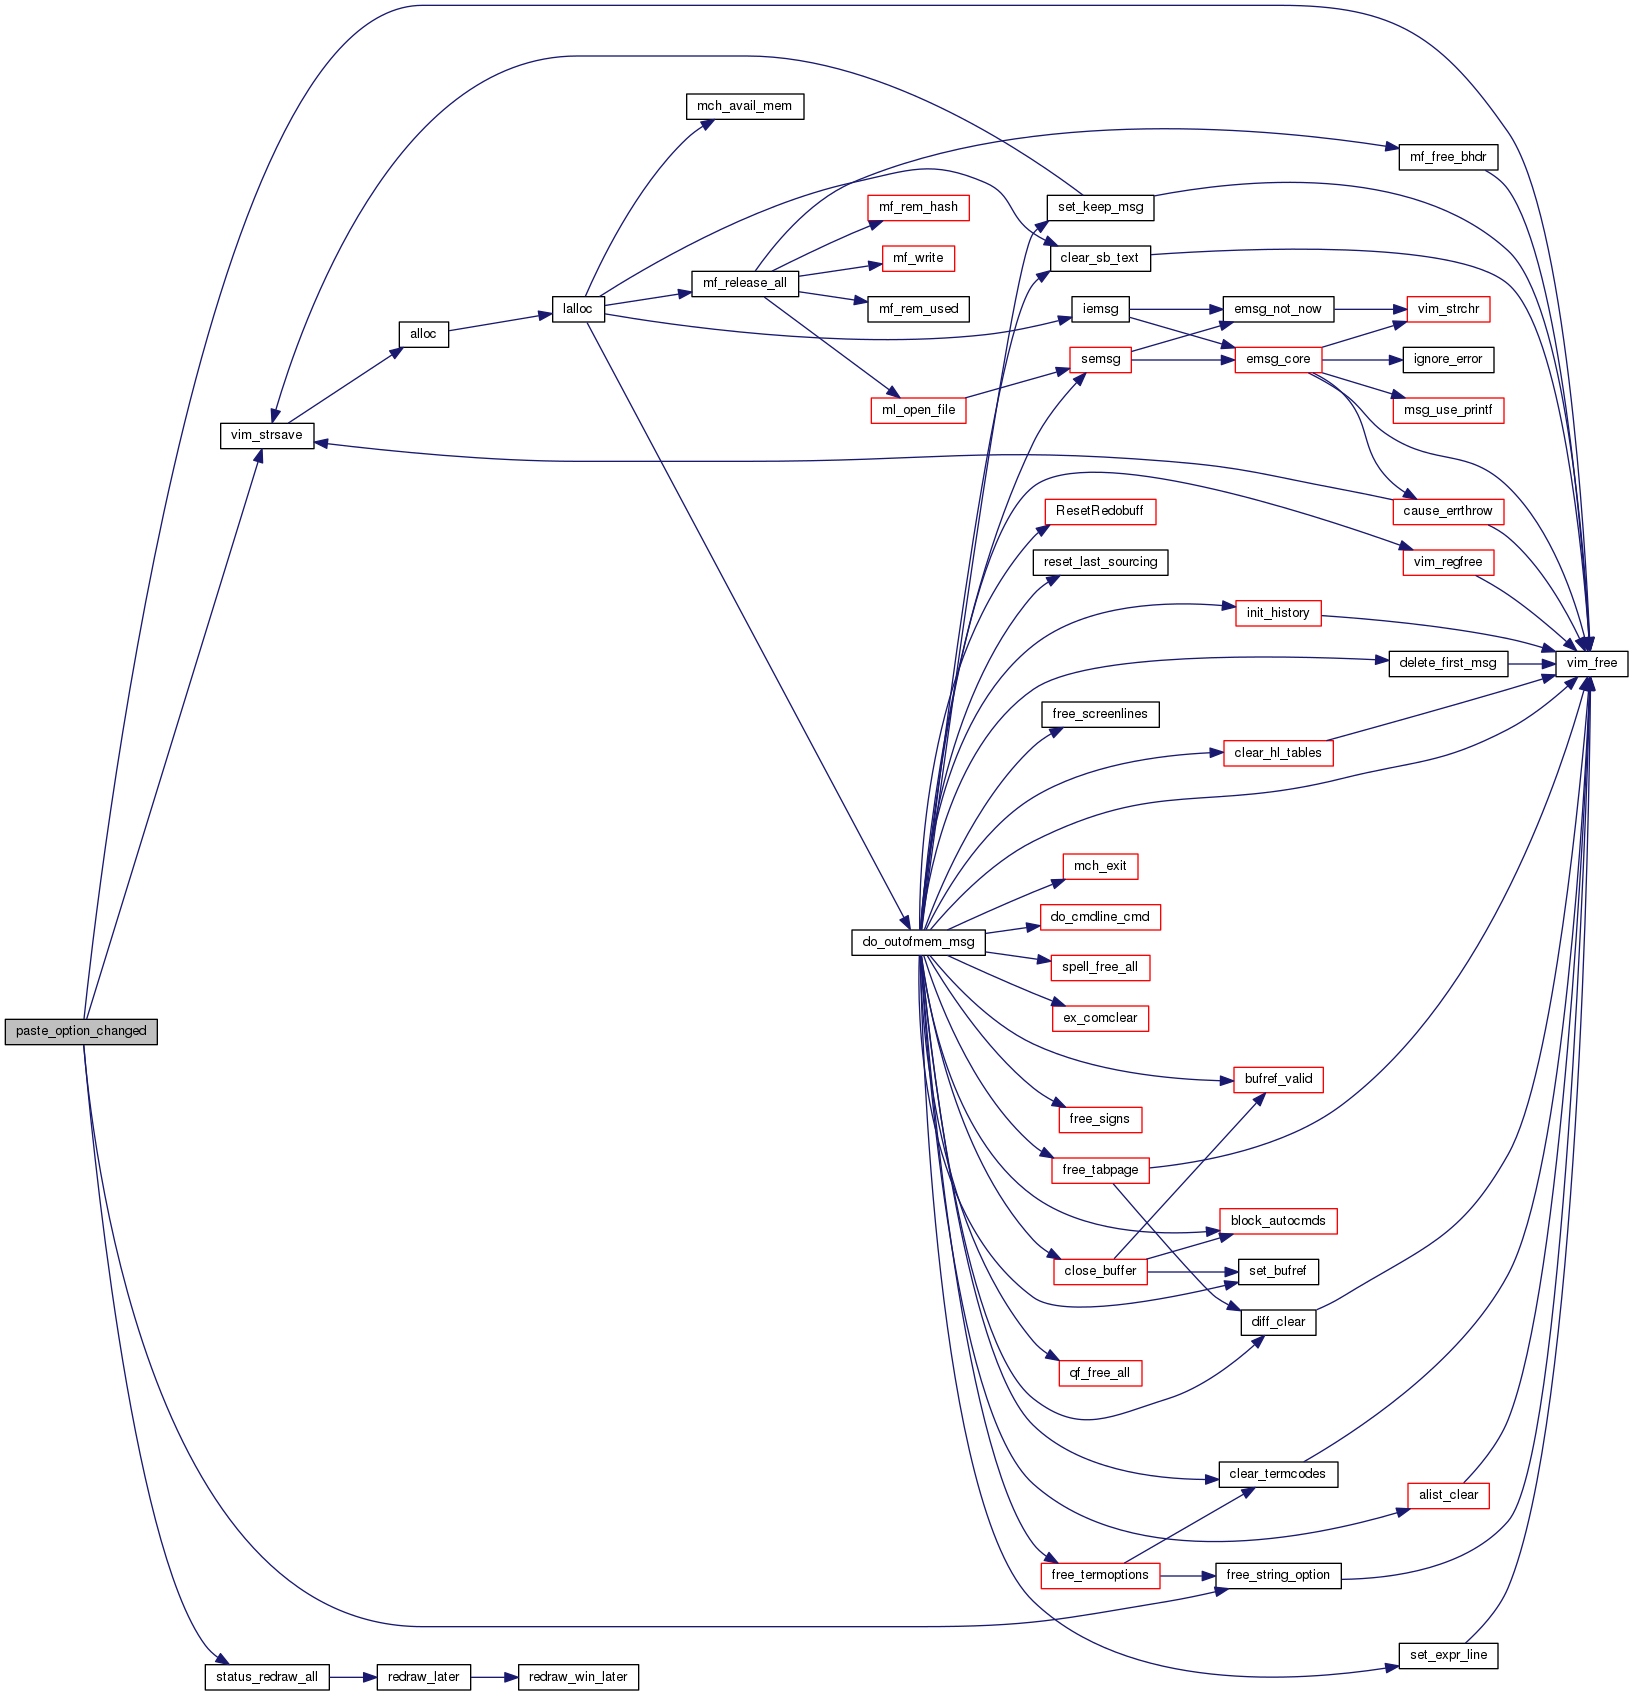 mch_avail_mem
mf_free_bhdr
mf_rem_hash
set_keep_msg
mf_write
clear_sb_text
mf_release_all
lalloc
mf_rem_used
iemsg
emsg_not_now
vim_strchr
alloc
semsg
emsg_core
ignore_error
ml_open_file
msg_use_printf
vim_strsave
ResetRedobuff
cause_errthrow
reset_last_sourcing
vim_regfree
init_history
delete_first_msg
vim_free
free_screenlines
clear_hl_tables
mch_exit
do_cmdline_cmd
do_outofmem_msg
spell_free_all
ex_comclear
paste_option_changed
bufref_valid
free_signs
free_tabpage
block_autocmds
close_buffer
set_bufref
diff_clear
qf_free_all
clear_termcodes
alist_clear
free_termoptions
free_string_option
set_expr_line
status_redraw_all
redraw_later
redraw_win_later